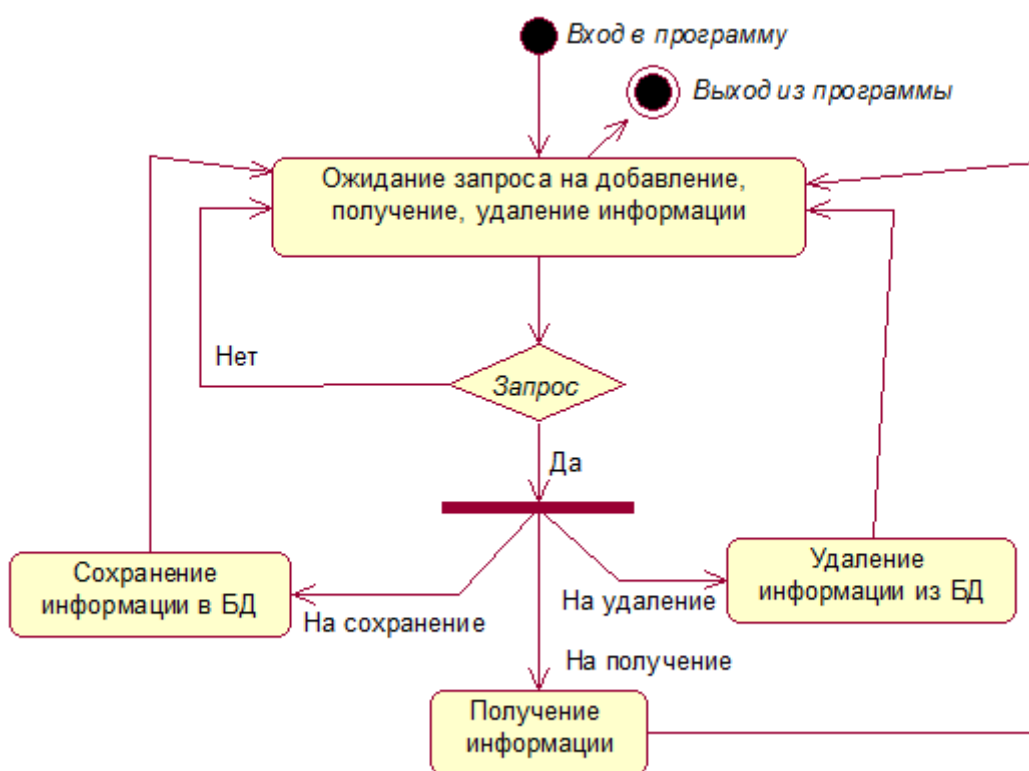 Вход в программу
Выход из программы
Ожидание запроса на добавление,
получение, удаление информации
Нет
Запрос
Да
Сохранение
информации в БД
Удаление
информации из БД
На удаление
На сохранение
На получение
Получение
информации